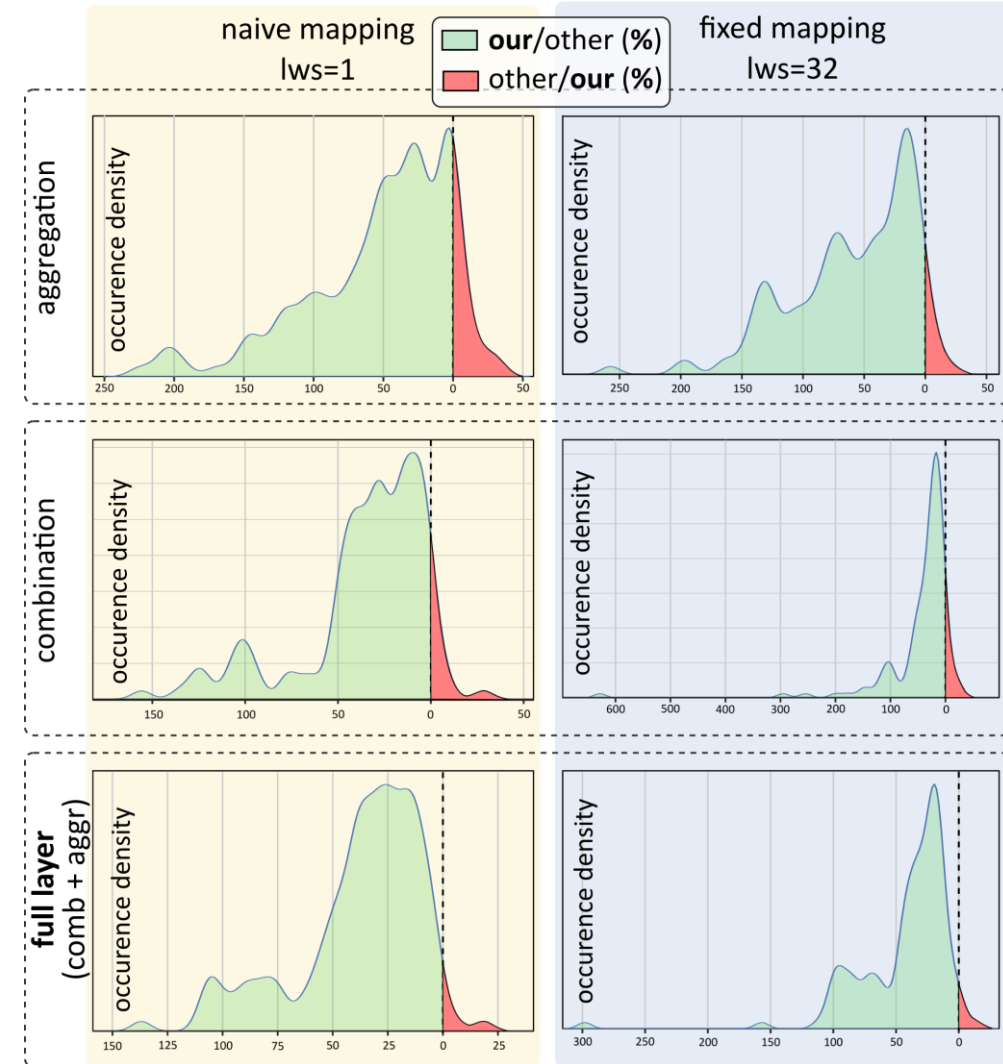 naive mapping
lws=1
our/other (%)
other/our (%)
fixed mapping
lws=32
aggregation
occurence density
250 200 150 100 50 0 50
occurence density
250 200 150 100 50 0 50
combination
occurence density
150 100 50 0 50
occurence density
600 500 400 300 200 100 0
full layer
(comb + aggr)
occurence density
150 125 100 75 50 25 0 25
occurence density
300 250 200 150 100 50 0